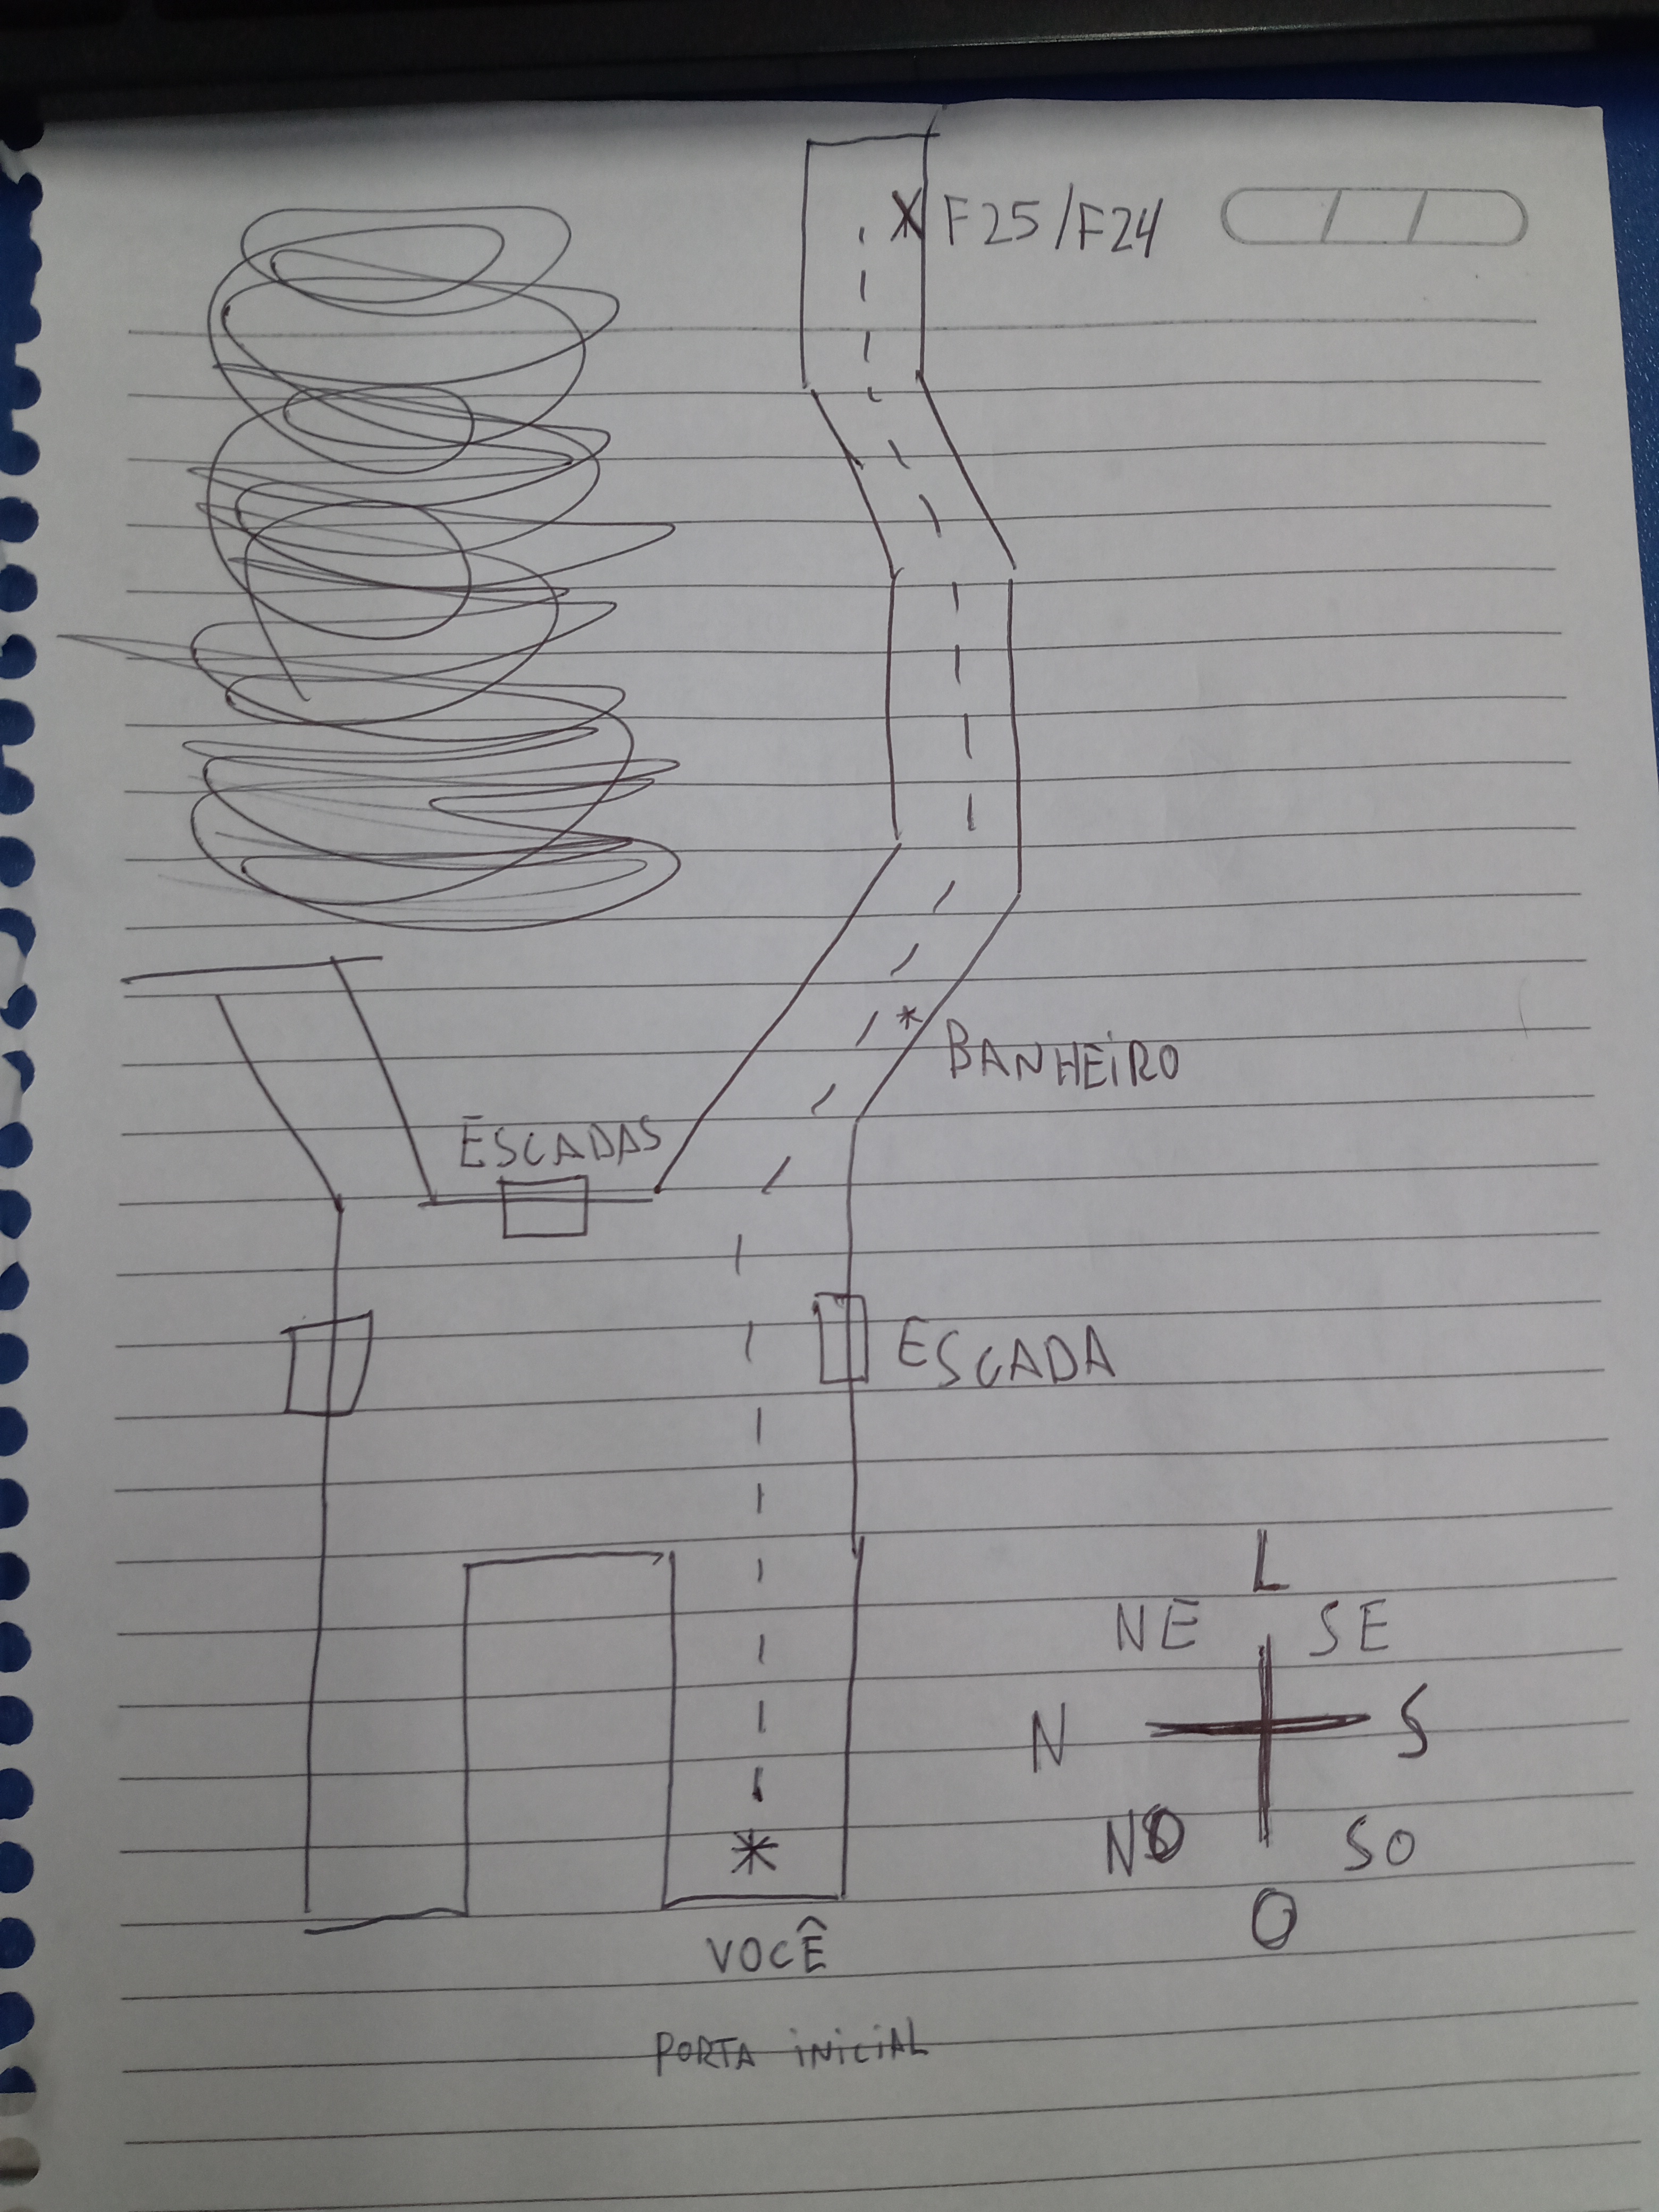 X F25/F24
* BANHEIRO
ESCADAS
ESCADA
L
NE SE
N S
NO SO
O
*
VOCÊ
PORTA INICIAL